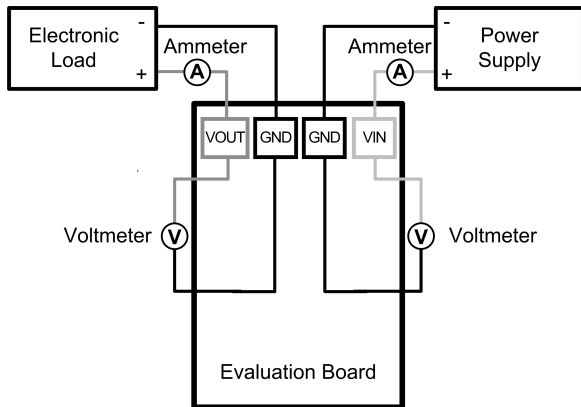 Electronic
Load
-
+
Ammeter
A
Ammeter
A
-
+
Power
Supply
VOUT
GND
GND
VIN
Voltmeter
V
V
Voltmeter
Evaluation Board